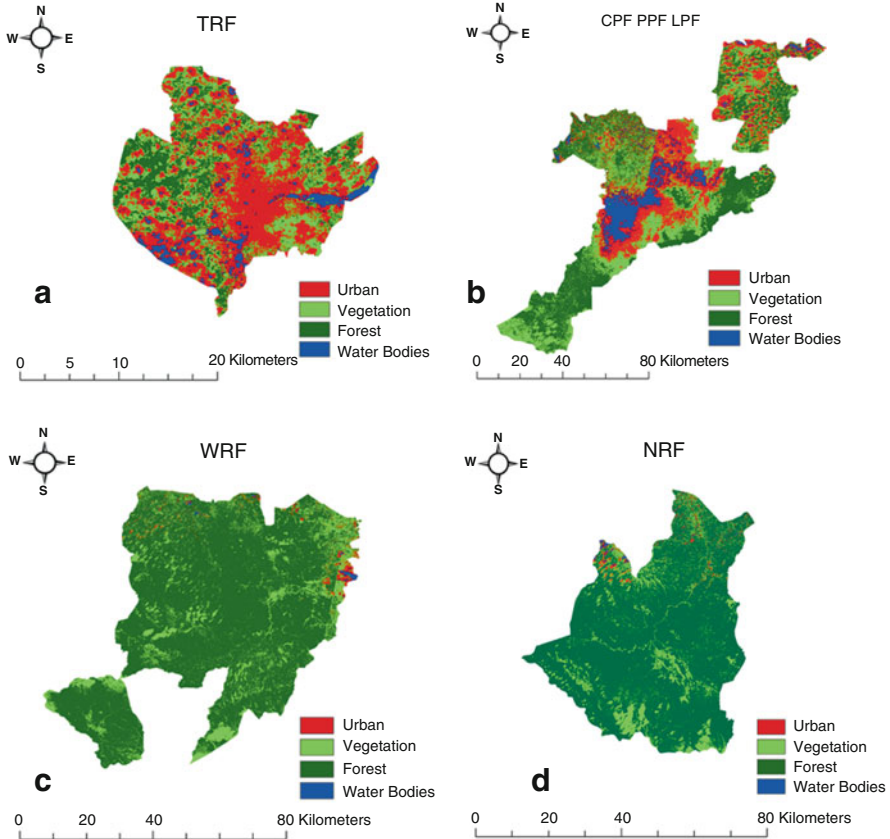 N
W E
S
TRF
a
Urban
Vegetation
Forest
Water Bodies
0 5 10 20 Kilometers
N
W E
S
CPF PPF LPF
b
Urban
Vegetation
Forest
Water Bodies
0 20 40 80 Kilometers
N
W E
S
WRF
c
Urban
Vegetation
Forest
Water Bodies
0 20 40 80 Kilometers
N
W E
S
NRF
d
Urban
Vegetation
Forest
Water Bodies
0 20 40 80 Kilometers